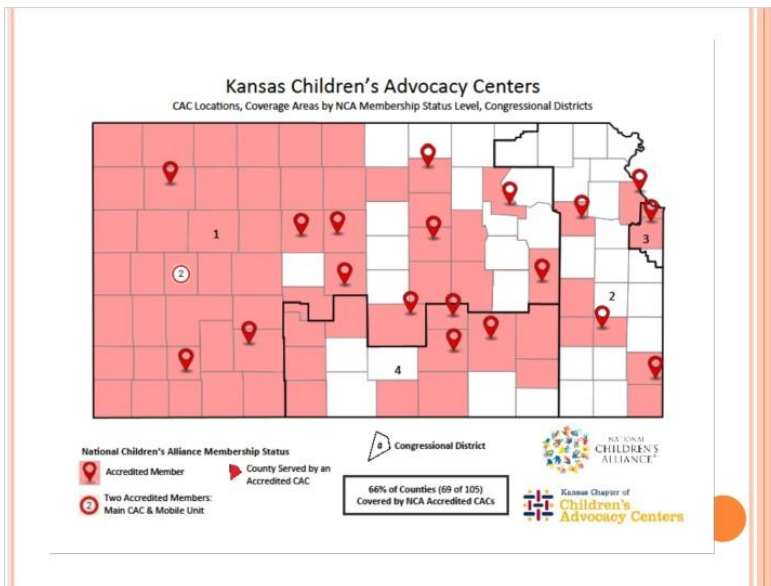 Kansas Children's Advocacy Centers
CAC Locations, Coverage Areas by NCA Membership Status Level, Congressional Districts
1
2
3
2
4
National Children's Alliance Membership Status
Accredited Member
County Served by an
Accredited CAC
2
Two Accredited Members:
Main CAC & Mobile Unit
# Congressional District
66% of Counties (69 of 105)
Covered by NCA Accredited CACs
NATIONAL
CHILDREN'S
ALLIANCE®
Kansas Chapter of
Children's
Advocacy Centers